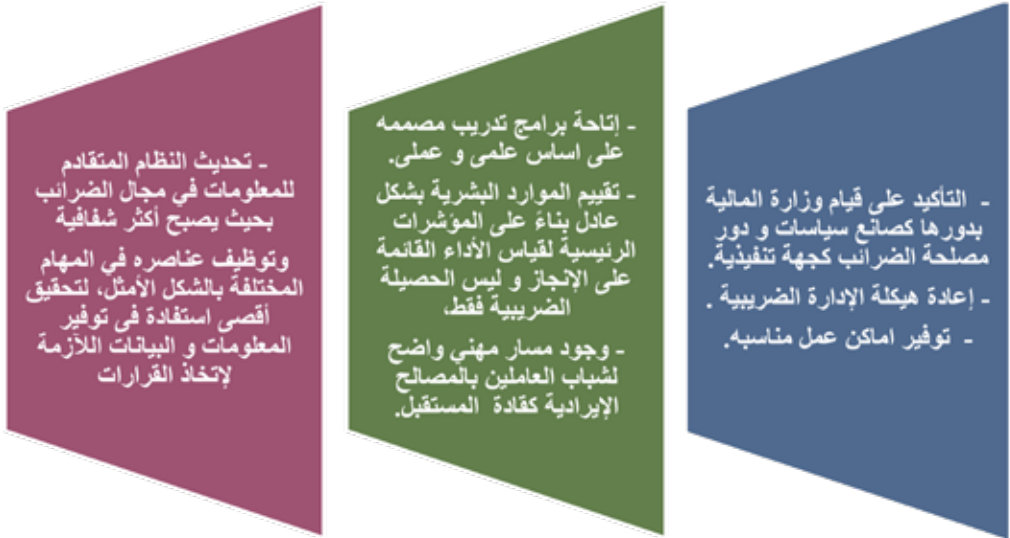 - التأكيد على قيام وزارة المالية
بدورها كصانع سياسات و دور
مصلحة الضرائب كجهة تنفيذية.
- إعادة هيكلة الإدارة الضريبية .
- توفير اماكن عمل مناسبه.
- إتاحة برامج تدريب مصممه
على اساس علمى و عملى.
- تقييم الموارد البشرية بشكل
عادل بناءً على المؤشرات
الرئيسية لقياس الأداء القائمة
على الإنجاز و ليس الحصيلة
الضريبية فقط،
- وجود مسار مهني واضح
لشباب العاملين بالمصالح
الإيرادية كقادة المستقبل.
- تحديث النظام المتقادم
للمعلومات في مجال الضرائب
بحيث يصبح أكثر شفافية
وتوظيف عناصره في المهام
المختلفة بالشكل الأمثل، لتحقيق
أقصى استفادة فى توفير
المعلومات و البيانات اللآزمة
لإتخاذ القرارات